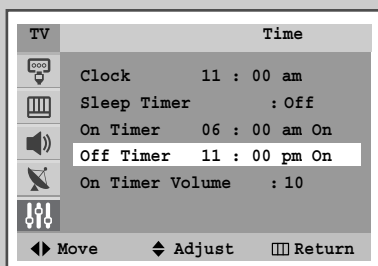 TV Time
Clock 11 : 00 am
Sleep Timer : Off
On Timer 06 : 00 am On
Off Timer 11 : 00 pm On
On Timer Volume : 10
Move Adjust Return